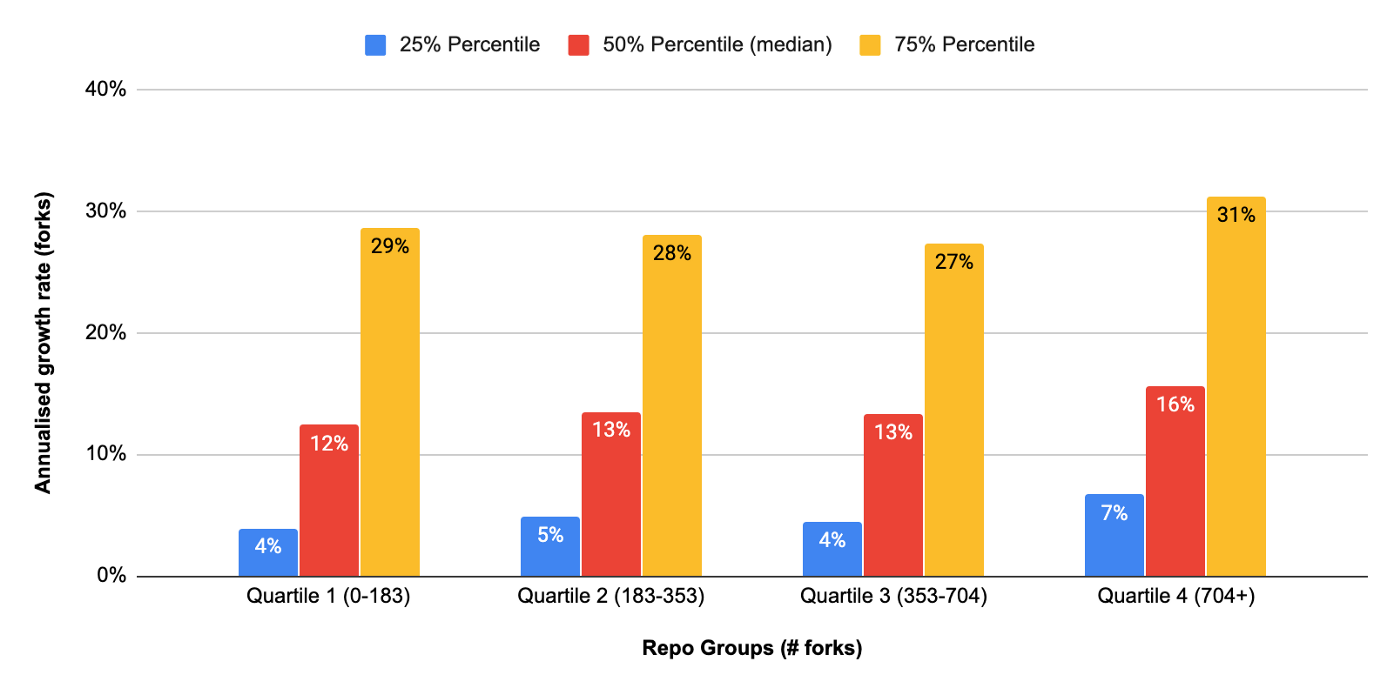 25% Percentile 50% Percentile (median) 75% Percentile
40%
30%
20%
10%
0%
Annualised growth rate (forks)
4% 12% 29%
5% 13% 28%
4% 13% 27%
7% 16% 31%
Quartile 1 (0-183) Quartile 2 (183-353) Quartile 3 (353-704) Quartile 4 (704+)
Repo Groups (# forks)